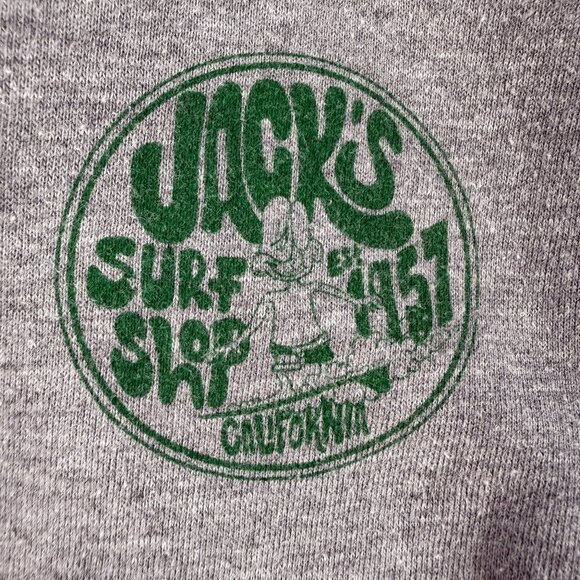 JACK'S
SURF
SHOP
EST.
1957
CALIFORNIA